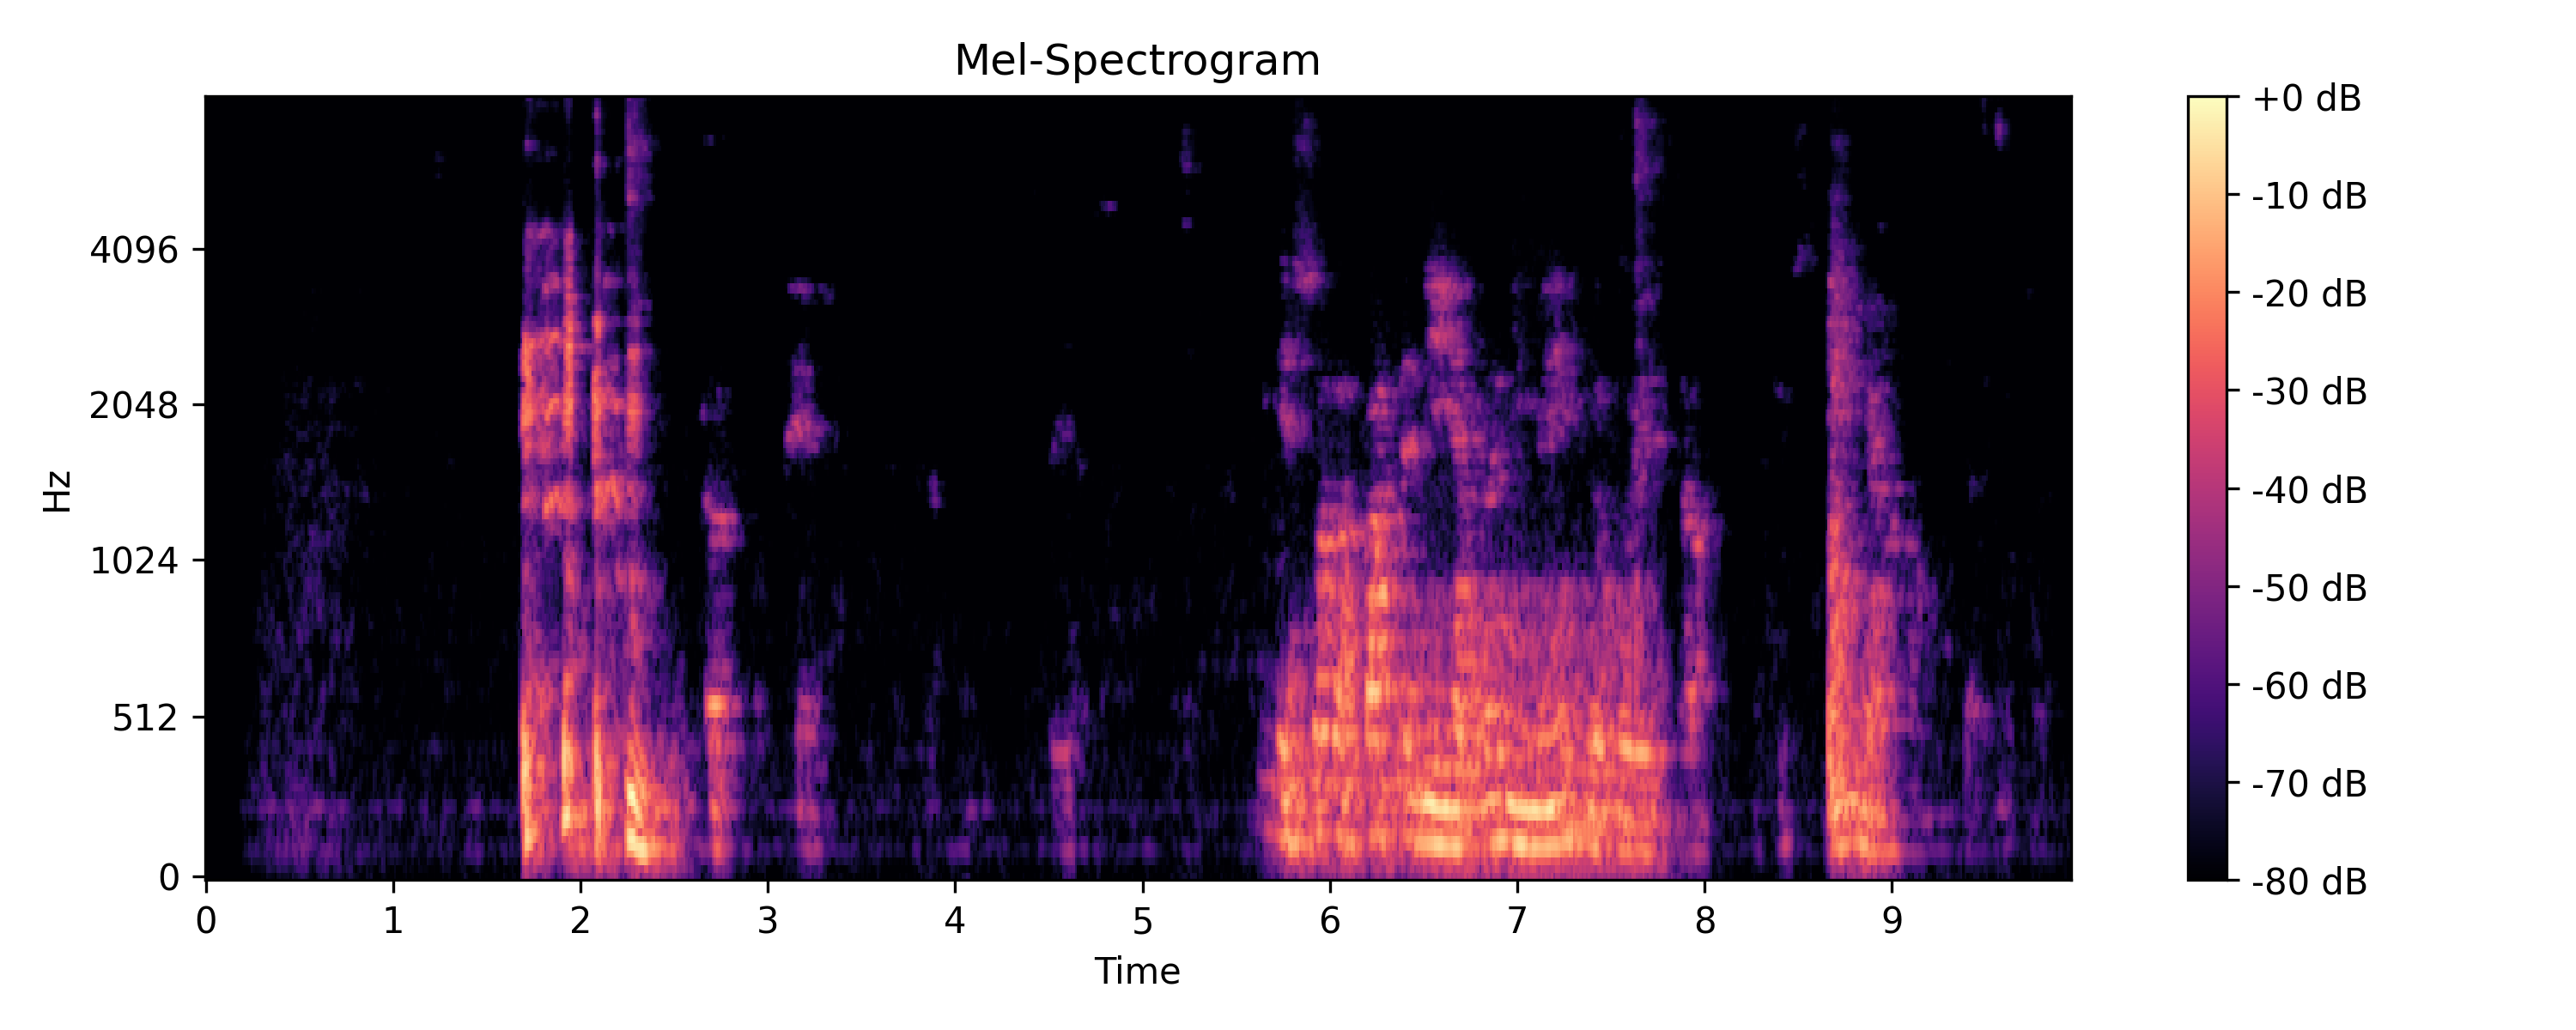 Mel-Spectrogram
+0 dB
-10 dB
-20 dB
-30 dB
-40 dB
-50 dB
-60 dB
-70 dB
-80 dB
Hz
4096
2048
1024
512
0
0 1 2 3 4 5 6 7 8 9
Time